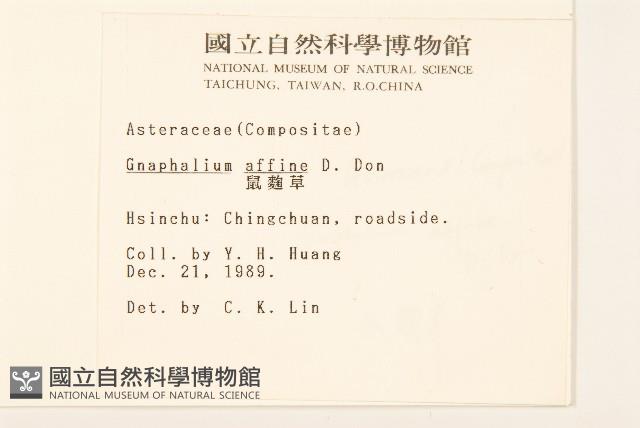 國立自然科學博物館
NATIONAL MUSEUM OF NATURAL SCIENCE
TAICHUNG, TAIWAN, R.O.CHINA
Asteraceae(Compositae)
Gnaphalium affine D. Don
鼠麴草
Hsinchu: Chingchuan, roadside.
Coll. by Y. H. Huang
Dec. 21, 1989.
Det. by C. K. Lin
國立自然科學博物館
NATIONAL MUSEUM OF NATURAL SCIENCE